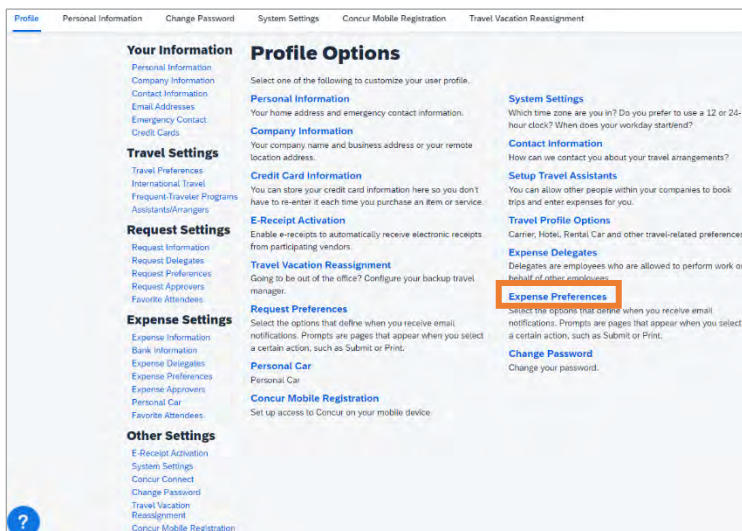 Profile Personal Information Change Password System Settings Concur Mobile Registration Travel Vacation Reassignment
Your Information
Personal Information
Company Information
Contact Information
Email Addresses
Emergency Contact
Credit Cards
Travel Settings
Travel Preferences
International Travel
Frequent-Traveler Programs
Assistants/Arrangers
Request Settings
Request Information
Request Delegates
Request Preferences
Request Approvers
Favorite Attendees
Expense Settings
Expense Information
Bank Information
Expense Delegates
Expense Preferences
Expense Approvers
Personal Car
Favorite Attendees
Other Settings
E-Receipt Activation
System Settings
Concur Connect
Change Password
Travel Vacation
Reassignment
Concur Mobile Registration
?
Profile Options
Select one of the following to customize your user profile.
Personal Information
Your home address and emergency contact information.
Company Information
Your company name and business address or your remote
location address.
Credit Card Information
You can store your credit card information here so you don't
have to re-enter it each time you purchase an item or service.
E-Receipt Activation
Enable e-receipts to automatically receive electronic receipts
from participating vendors.
Travel Vacation Reassignment
Going to be out of the office? Configure your backup travel
manager.
Request Preferences
Select the options that define when you receive email
notifications. Prompts are pages that appear when you select
a certain action, such as Submit or Print.
Personal Car
Personal Car
Concur Mobile Registration
Set up access to Concur on your mobile device
System Settings
Which time zone are you in? Do you prefer to use a 12 or 24-
hour clock? When does your workday start/end?
Contact Information
How can we contact you about your travel arrangements?
Setup Travel Assistants
You can allow other people within your companies to book
trips and enter expenses for you.
Travel Profile Options
Carrier, Hotel, Rental Car and other travel-related preferences
Expense Delegates
Delegates are employees who are allowed to perform work on
behalf of other employees.
Expense Preferences
Select the options that define when you receive email
notifications. Prompts are pages that appear when you select
a certain action, such as Submit or Print.
Change Password
Change your password.